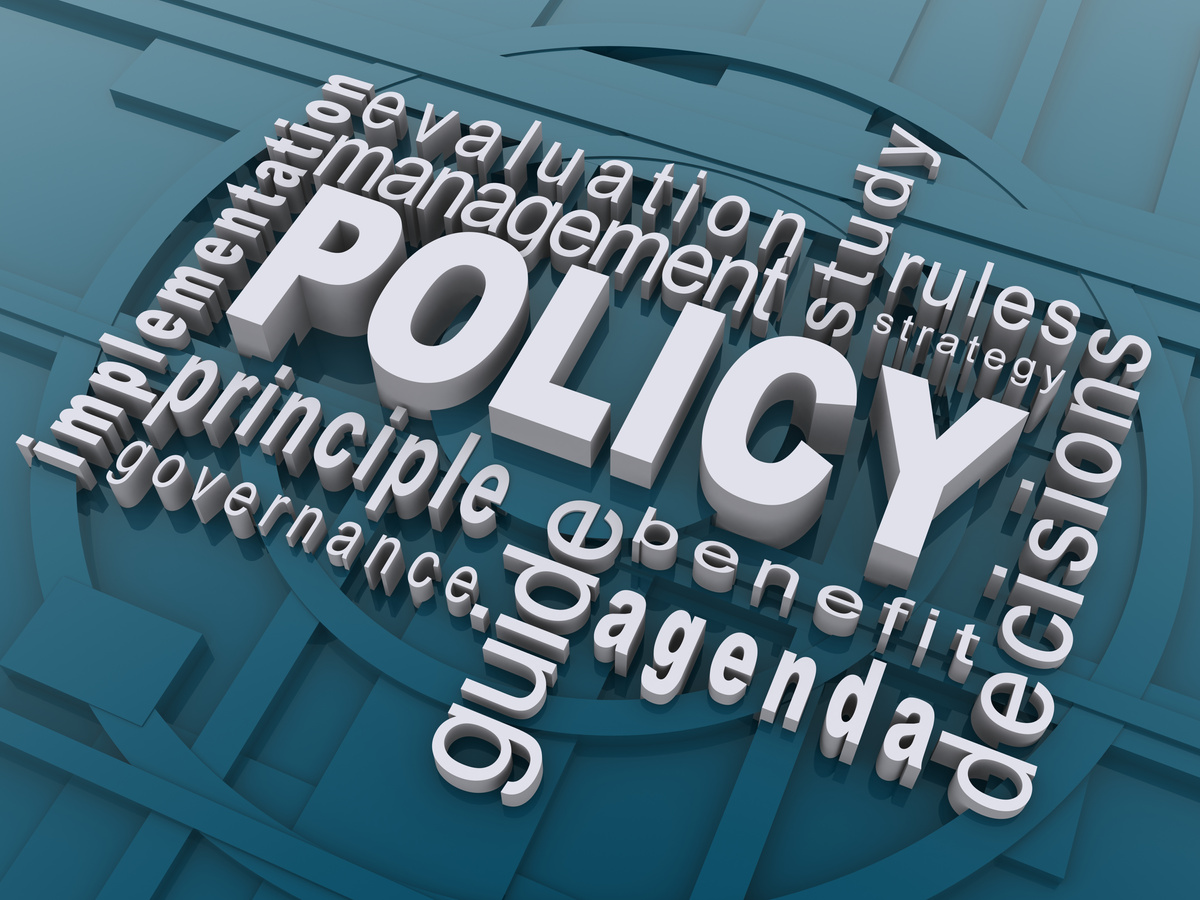 implementation
evaluation
management
study
rules
strategy
POLICY
decisions
principle
governance
guide
benefit
agenda